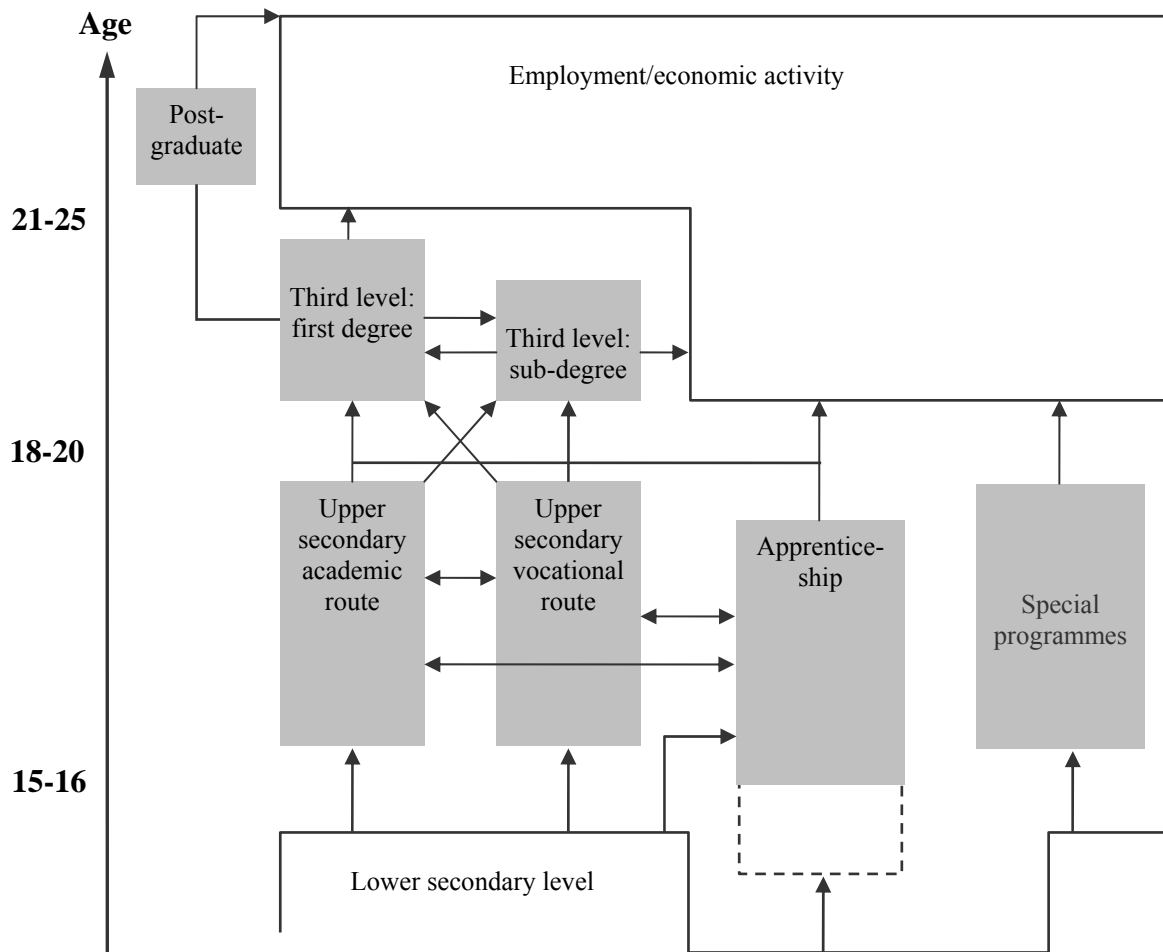 Age
Employment/economic activity
Post-
graduate
21-25
Third level:
first degree
Third level:
sub-degree
18-20
Upper
secondary
academic
route
Upper
secondary
vocational
route
Apprentice-
ship
Special
programmes
15-16
Lower secondary level